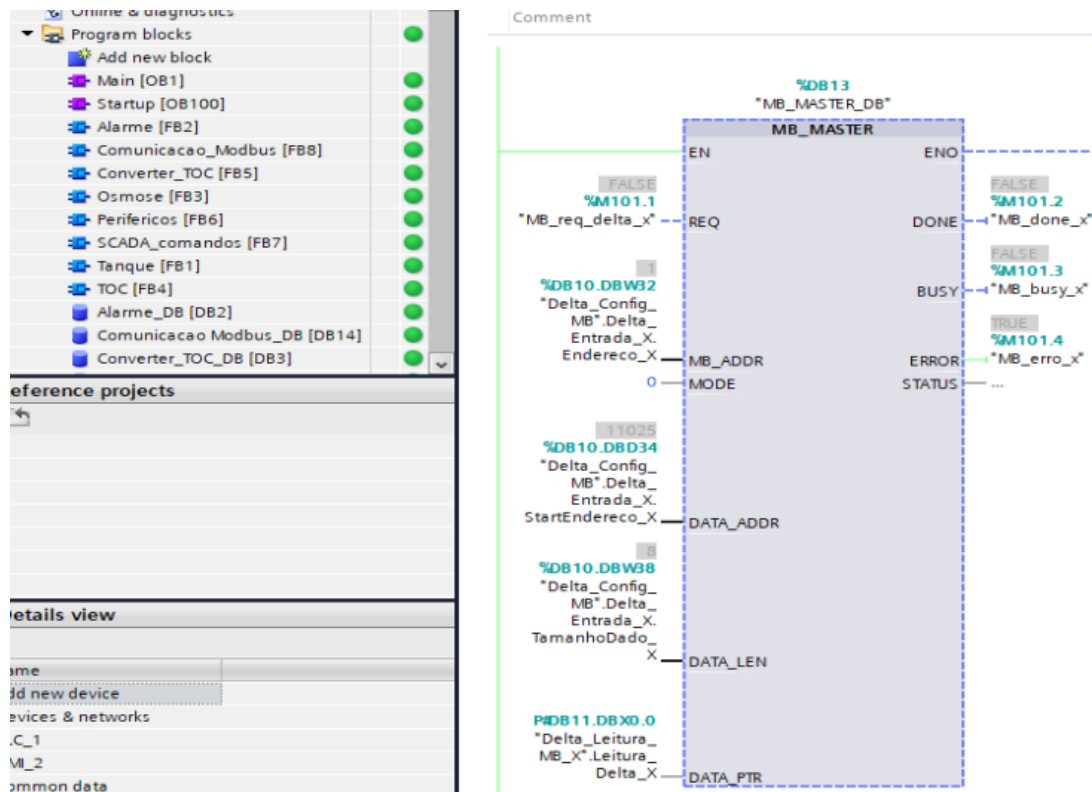 Online & diagnostics
Program blocks
Add new block
Main [OB1]
Startup [OB100]
Alarme [FB2]
Comunicacao_Modbus [FB8]
Converter_TOC [FB5]
Osmose [FB3]
Perifericos [FB6]
SCADA_comandos [FB7]
Tanque [FB1]
TOC [FB4]
Alarme_DB [DB2]
Comunicacao Modbus_DB [DB14]
Converter_TOC_DB [DB3]
eference projects
etails view
ame
dd new device
evices & networks
LC_1
MI_2
ommon data
Comment
%DB13
"MB_MASTER_DB"
MB_MASTER
EN
ENO
FALSE
%M101.1
"MB_req_delta_x"
REQ
FALSE
%M101.2
DONE
"MB_done_x"
1
%DB10.DBW32
"Delta_Config_
MB".Delta_
Entrada_X.
Endereco_X
MB_ADDR
FALSE
%M101.3
BUSY
"MB_busy_x"
TRUE
%M101.4
ERROR
"MB_erro_x"
0
MODE
STATUS
...
11025
%DB10.DBD34
"Delta_Config_
MB".Delta_
Entrada_X.
StartEndereco_X
DATA_ADDR
8
%DB10.DBW38
"Delta_Config_
MB".Delta_
Entrada_X.
TamanhoDado_
X
DATA_LEN
P#DB11.DBX0.0
"Delta_Leitura_
MB_X".Leitura_
Delta_X
DATA_PTR